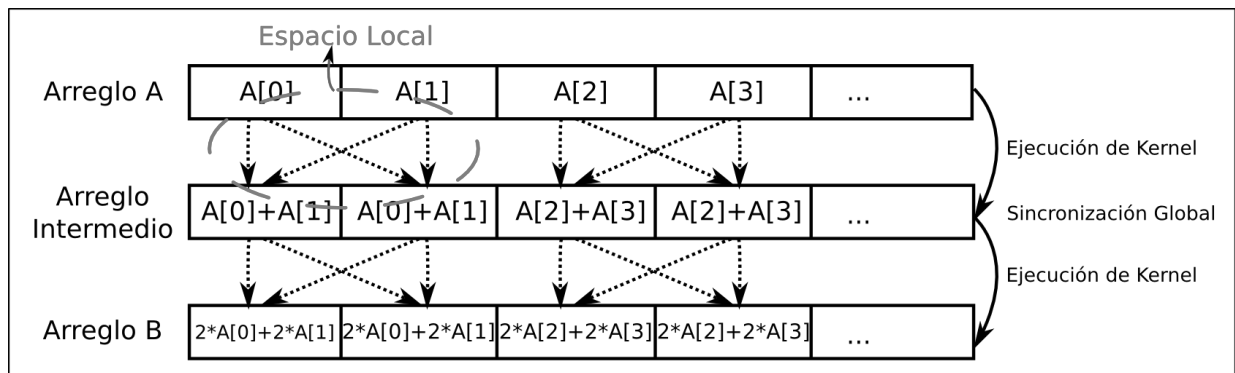 Espacio Local
Arreglo A A[0] A[1] A[2] A[3] ...
Ejecución de Kernel
Arreglo
Intermedio A[0]+A[1] A[0]+A[1] A[2]+A[3] A[2]+A[3] ... Sincronización Global
Ejecución de Kernel
Arreglo B 2*A[0]+2*A[1] 2*A[0]+2*A[1] 2*A[2]+2*A[3] 2*A[2]+2*A[3] ...